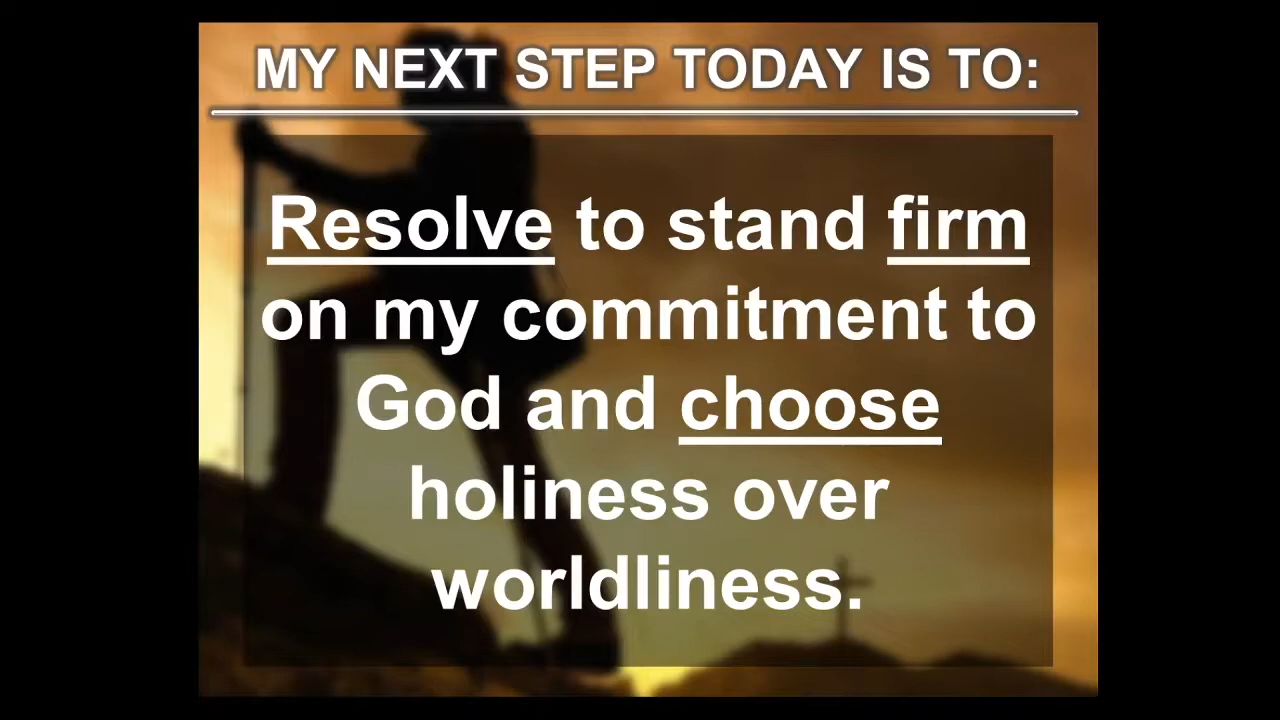 MY NEXT STEP TODAY IS TO:
Resolve to stand firm
on my commitment to
God and choose
holiness over
worldliness.